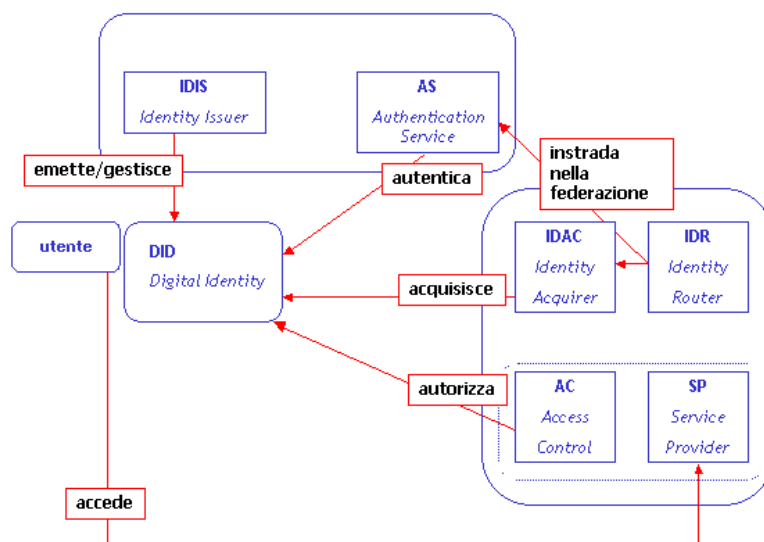 IDIS
Identity Issuer
AS
Authentication
Service
emette/gestisce
autentica
instrada
nella
federazione
utente
DID
Digital Identity
IDAC
Identity
Acquirer
IDR
Identity
Router
acquisisce
autorizza
AC
Access
Control
SP
Service
Provider
accede